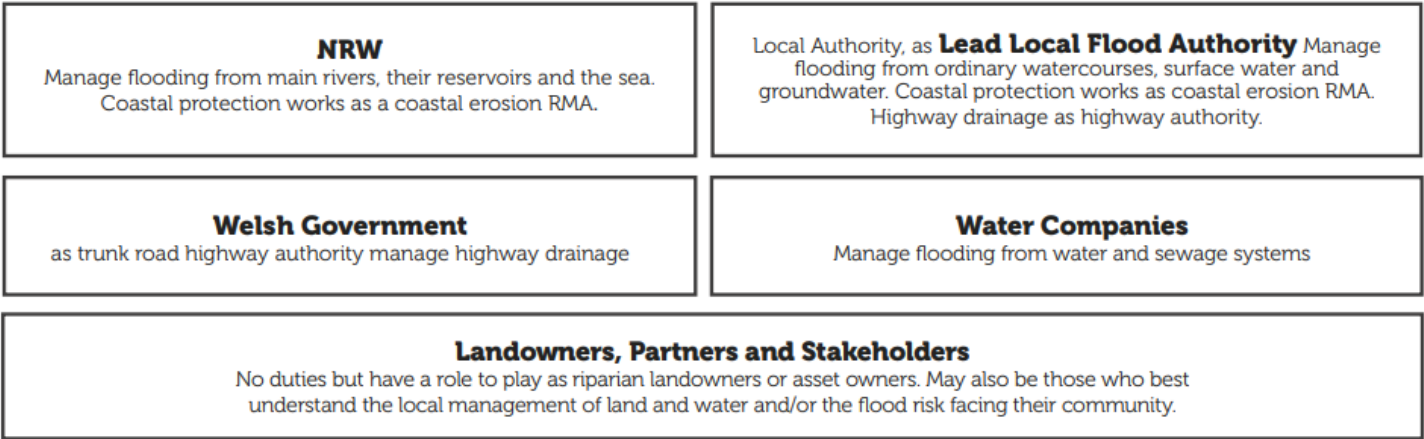 NRW
Manage flooding from main rivers, their reservoirs and the sea.
Coastal protection works as a coastal erosion RMA.
Local Authority, as Lead Local Flood Authority Manage
flooding from ordinary watercourses, surface water and
groundwater. Coastal protection works as coastal erosion RMA.
Highway drainage as highway authority.
Welsh Government
as trunk road highway authority manage highway drainage
Water Companies
Manage flooding from water and sewage systems
Landowners, Partners and Stakeholders
No duties but have a role to play as riparian landowners or asset owners. May also be those who best
understand the local management of land and water and/or the flood risk facing their community.